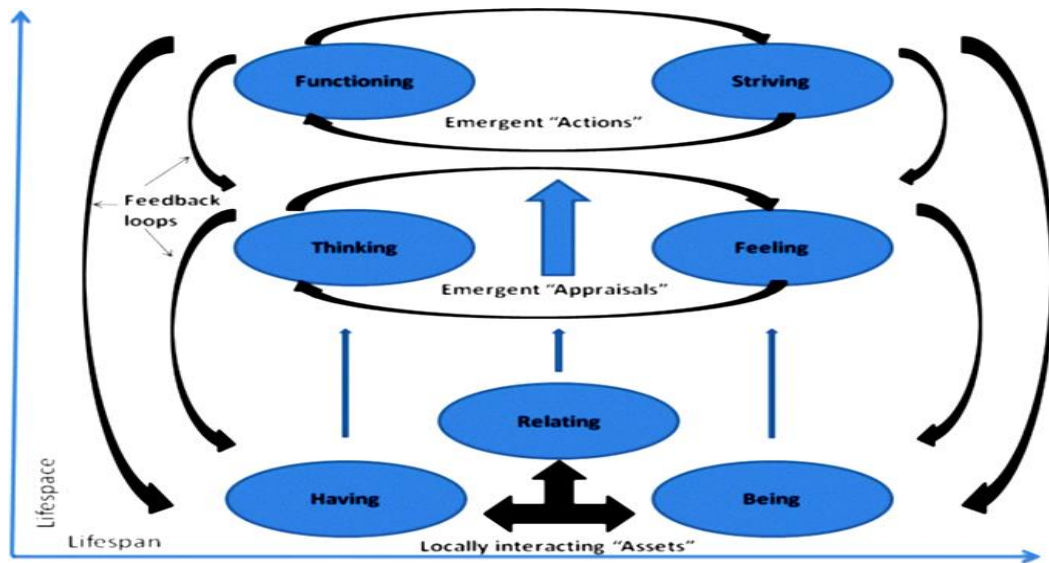 Functioning
Striving
Emergent “Actions”
Feedback
loops
Thinking
Feeling
Emergent “Appraisals”
Relating
Having
Being
Lifespace
Lifespan
Locally interacting “Assets”